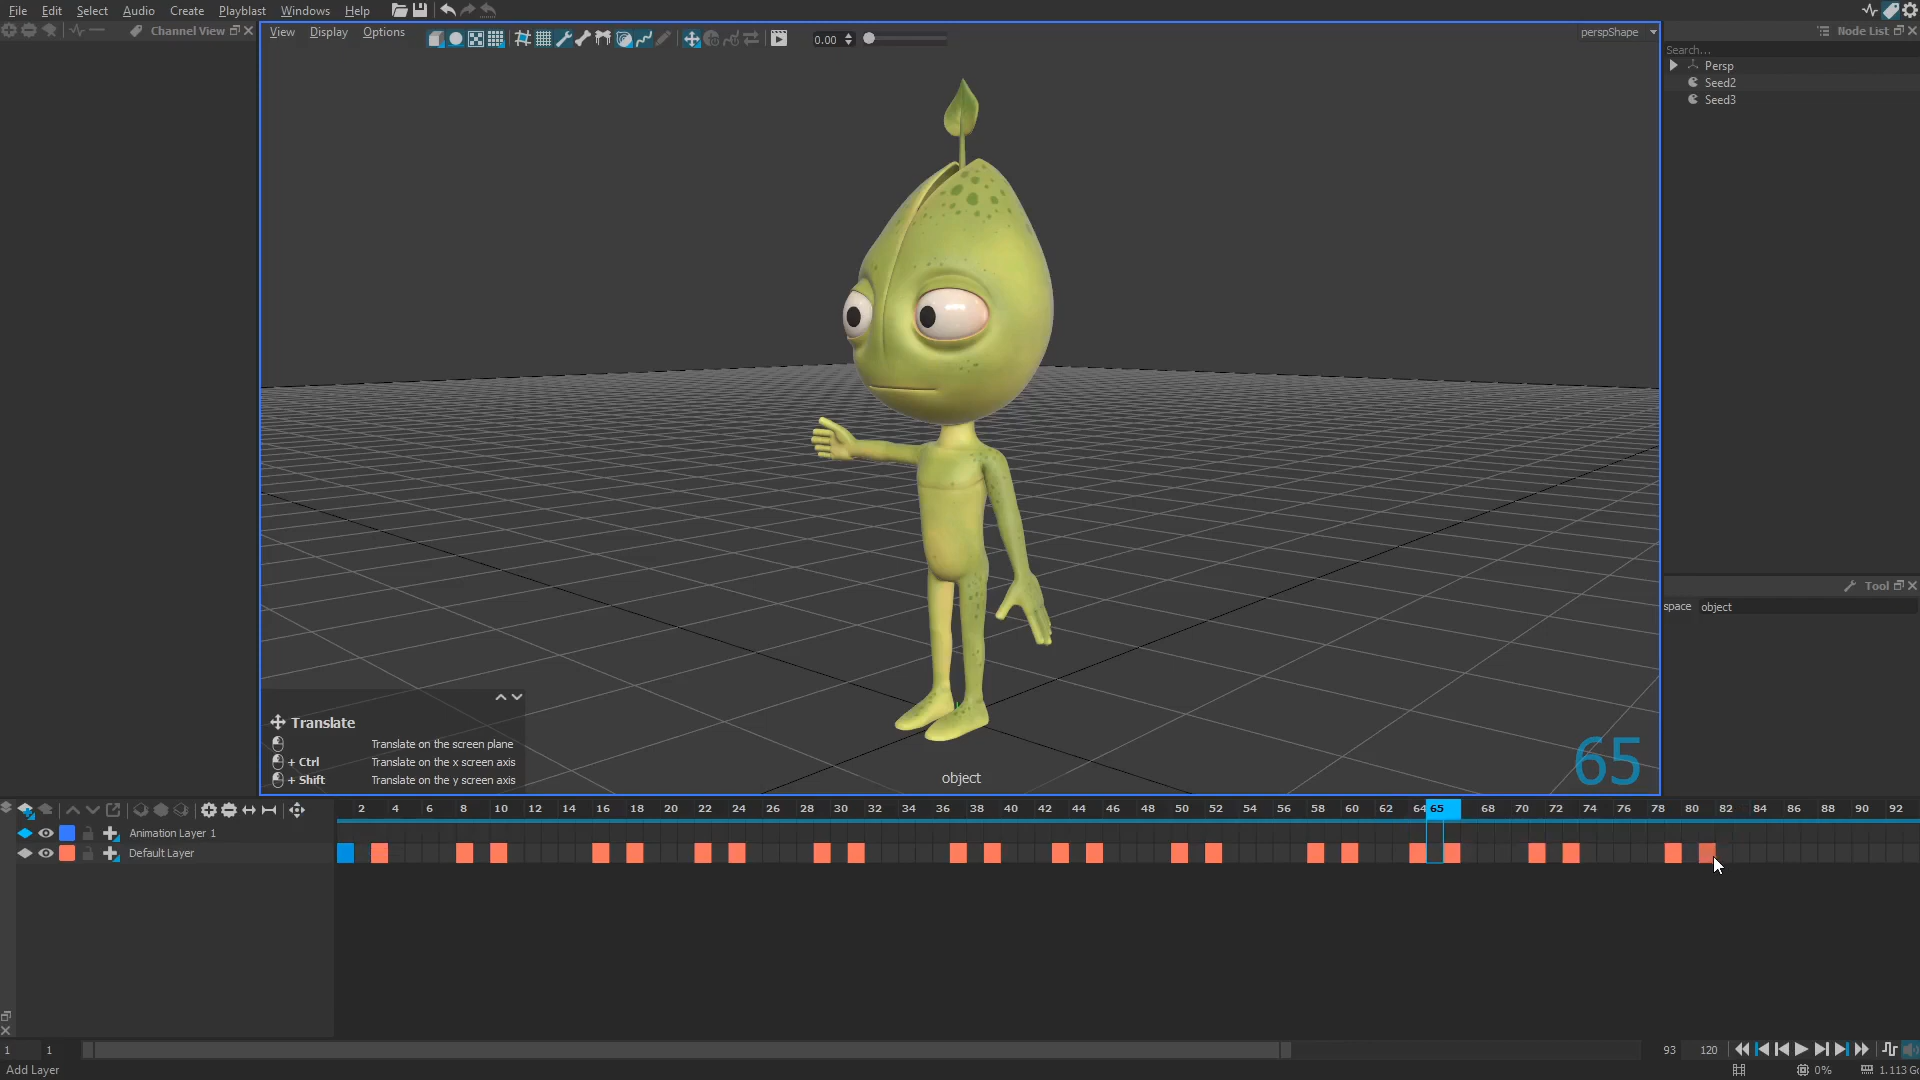 File Edit Select Audio Create Playblast Windows Help
Channel View
View Display Options
0.00
perspShape
Node List
Search...
Persp
Seed2
Seed3
Tool
space object
Translate
Translate on the screen plane
+ Ctrl Translate on the x screen axis
+ Shift Translate on the y screen axis
object
65
2 4 6 8 10 12 14 16 18 20 22 24 26 28 30 32 34 36 38 40 42 44 46 48 50 52 54 56 58 60 62 64 65 68 70 72 74 76 78 80 82 84 86 88 90 92
Animation Layer 1
Default Layer
1 1 93 120
Add Layer 0% 1.113 G